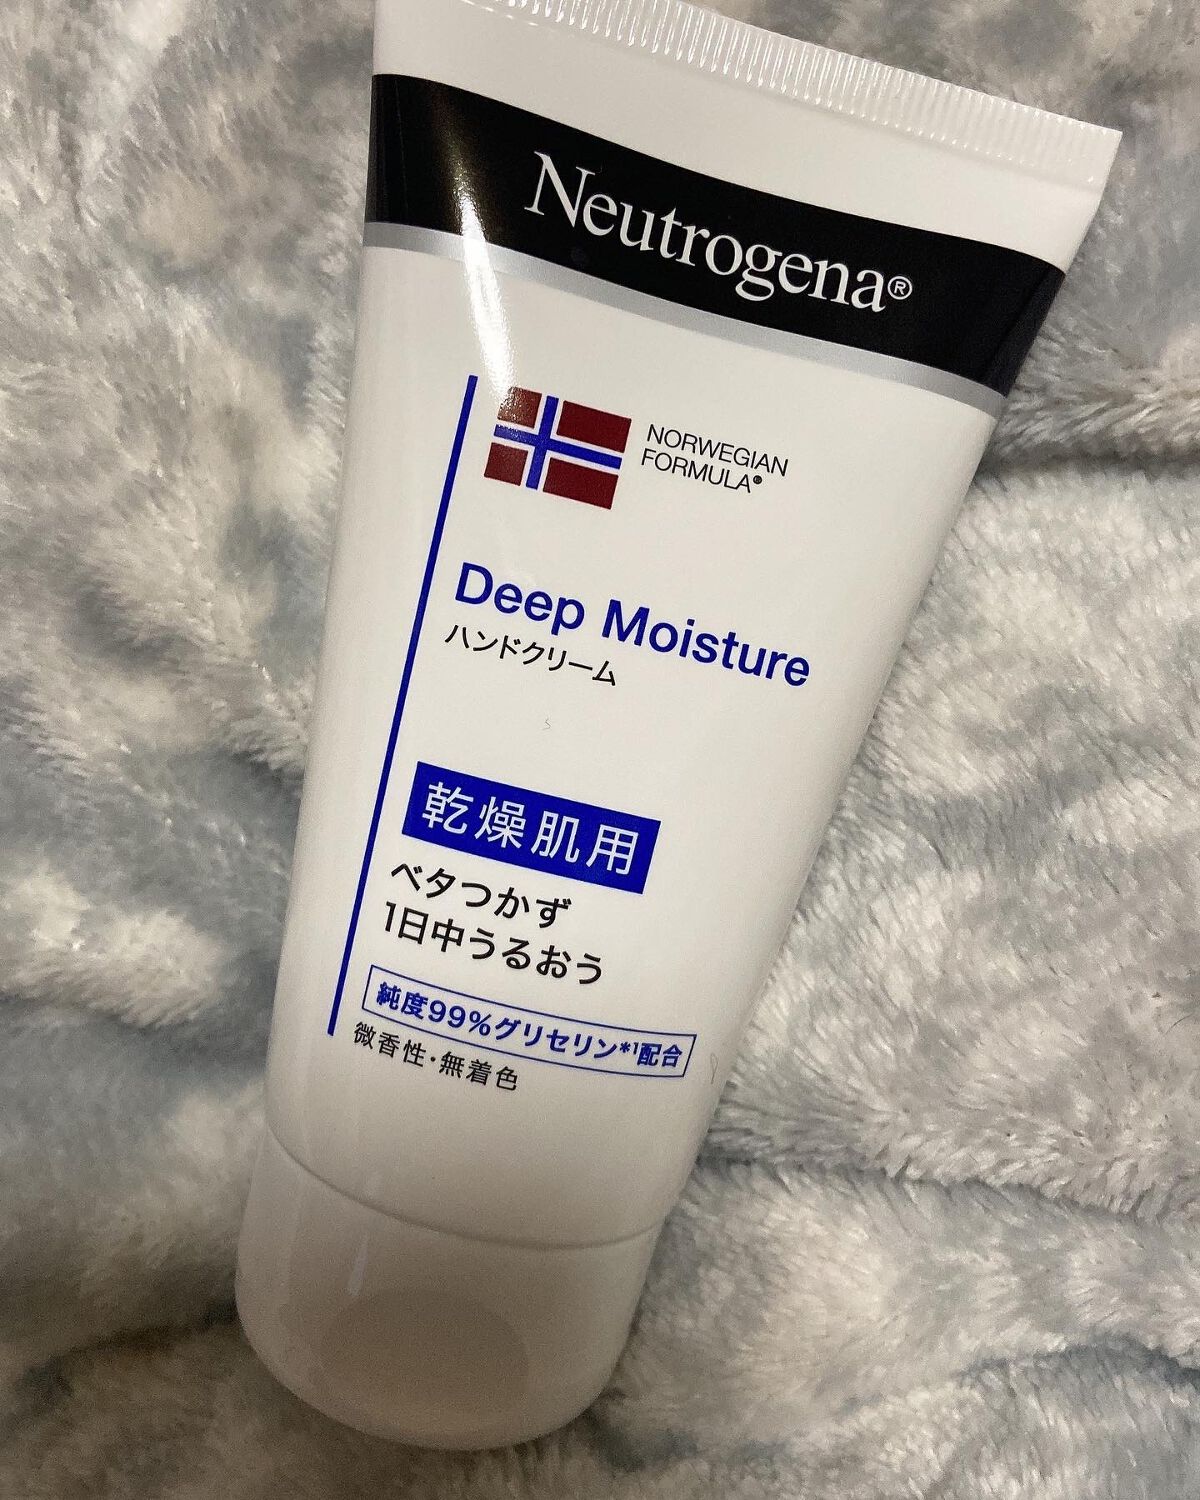 Neutrogena®
NORWEGIAN
FORMULA®
Deep Moisture
ハンドクリーム
乾燥肌用
ベタつかず
1日中うるおう
純度99%グリセリン*1配合
微香性・無着色